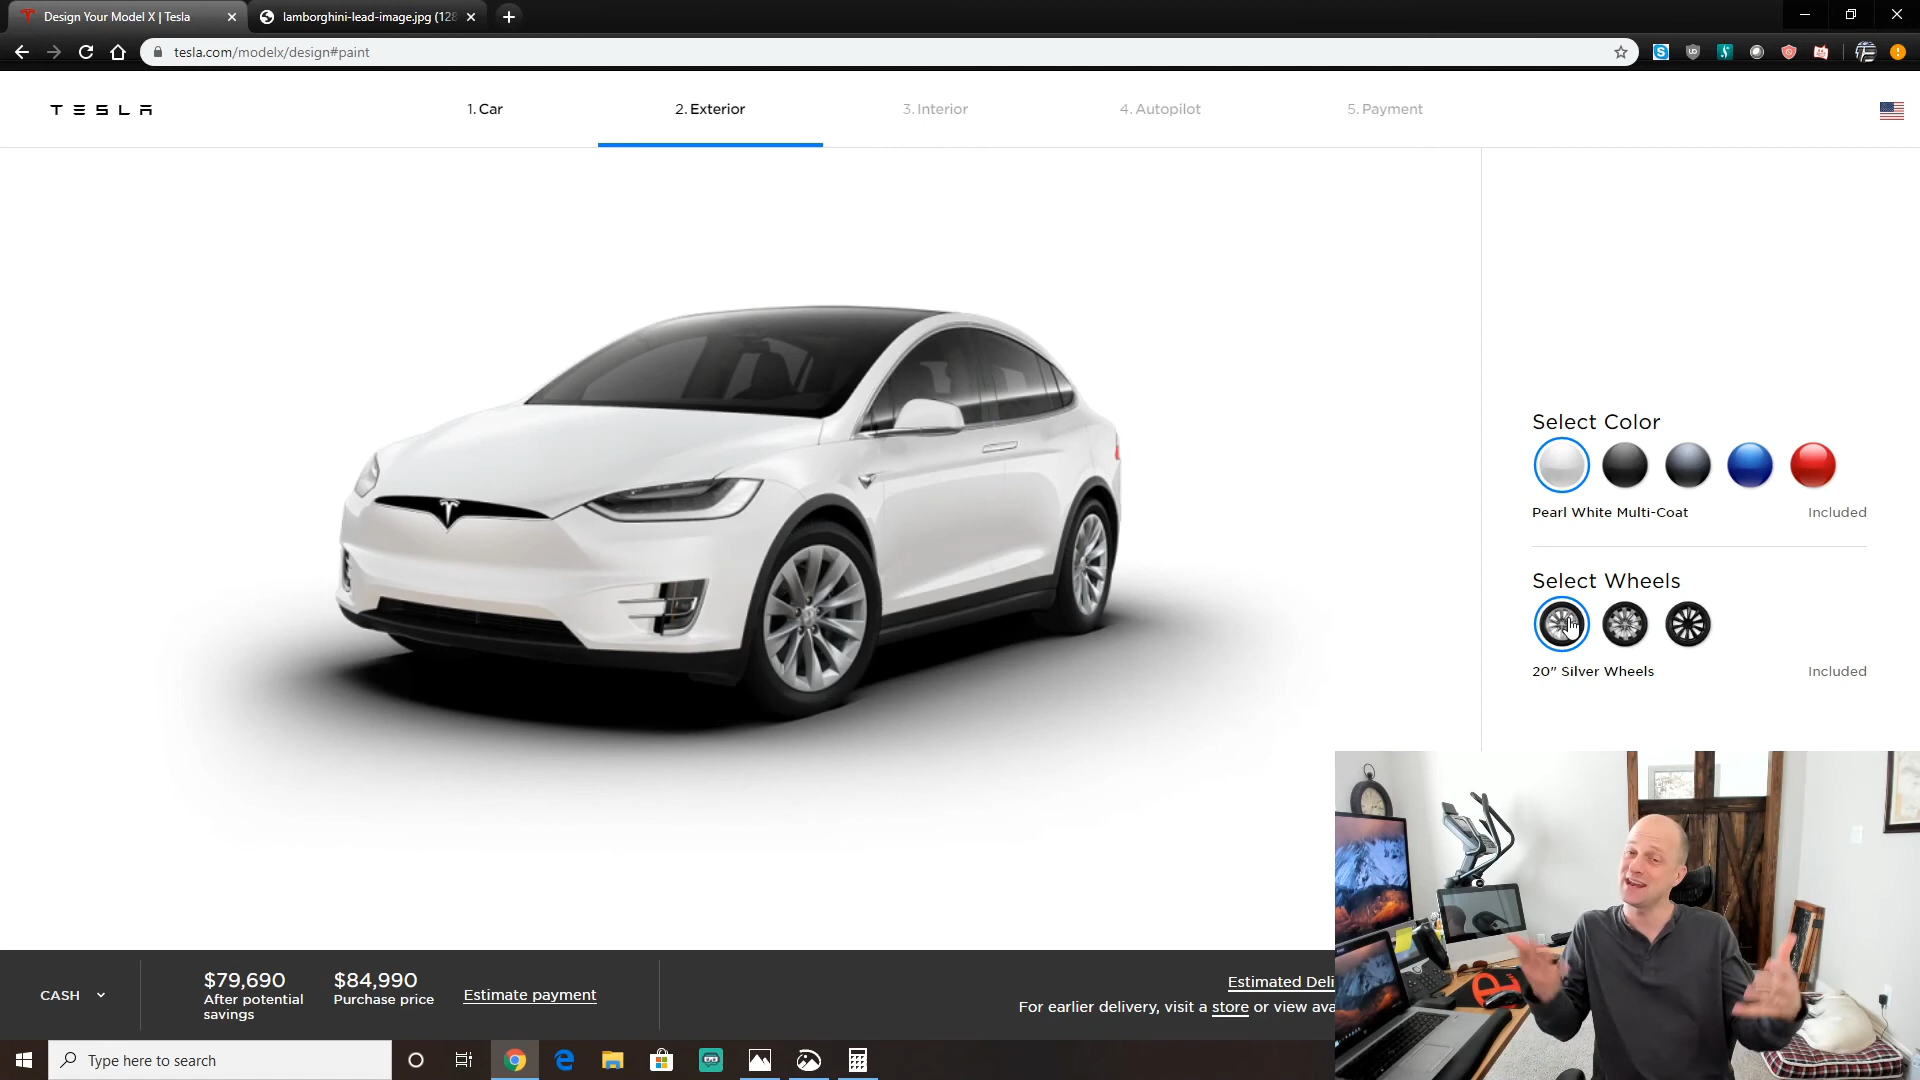 Design Your Model X | Tesla
lamborghini-lead-image.jpg (128
tesla.com/modelx/design#paint
TESLA
1. Car
2. Exterior
3. Interior
4. Autopilot
5. Payment
Select Color
Pearl White Multi-Coat
Included
Select Wheels
20" Silver Wheels
Included
CASH
$79,690
After potential
savings
$84,990
Purchase price
Estimate payment
Estimated Deli
For earlier delivery, visit a store or view ava
Type here to search